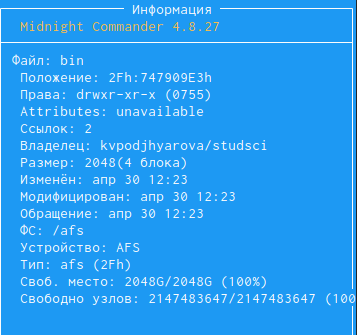 Информация
Midnight Commander 4.8.27
Файл: bin
Положение: 2Fh:747909E3h
Права: drwxr-xr-x (0755)
Attributes: unavailable
Ссылок: 2
Владелец: kvpodjhyarova/studsci
Размер: 2048(4 блока)
Изменён: апр 30 12:23
Модифицирован: апр 30 12:23
Обращение: апр 30 12:23
ФС: /afs
Устройство: AFS
Тип: afs (2Fh)
Своб. место: 2048G/2048G (100%)
Свободно узлов: 2147483647/2147483647 (100